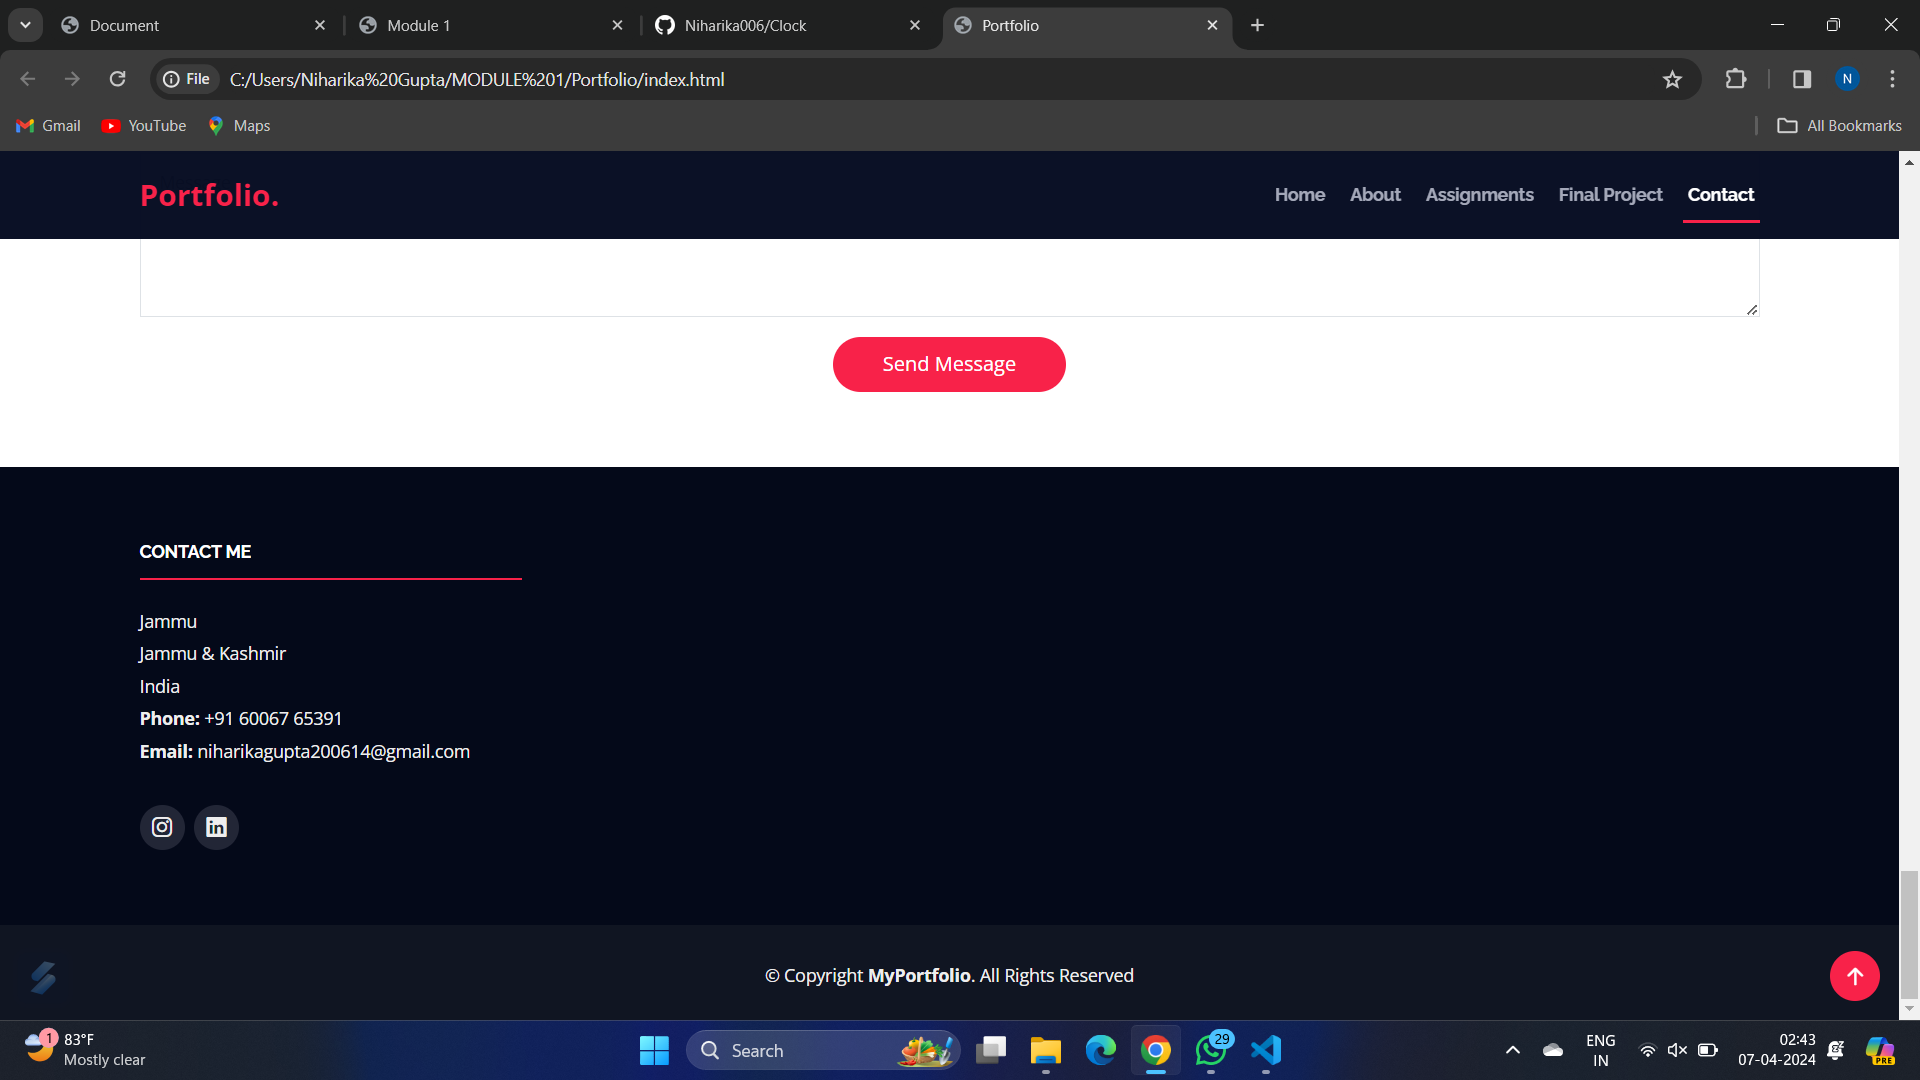 Document
Module 1
Niharika006/Clock
Portfolio
File
C:/Users/Niharika%20Gupta/MODULE%201/Portfolio/index.html
N
Gmail
YouTube
Maps
All Bookmarks
Portfolio.
Home
About
Assignments
Final Project
Contact
Send Message
CONTACT ME
Jammu
Jammu & Kashmir
India
Phone: +91 60067 65391
Email: niharikagupta200614@gmail.com
in
© Copyright MyPortfolio. All Rights Reserved
1
83°F
Mostly clear
Search
29
ENG
IN
02:43
07-04-2024
PRE